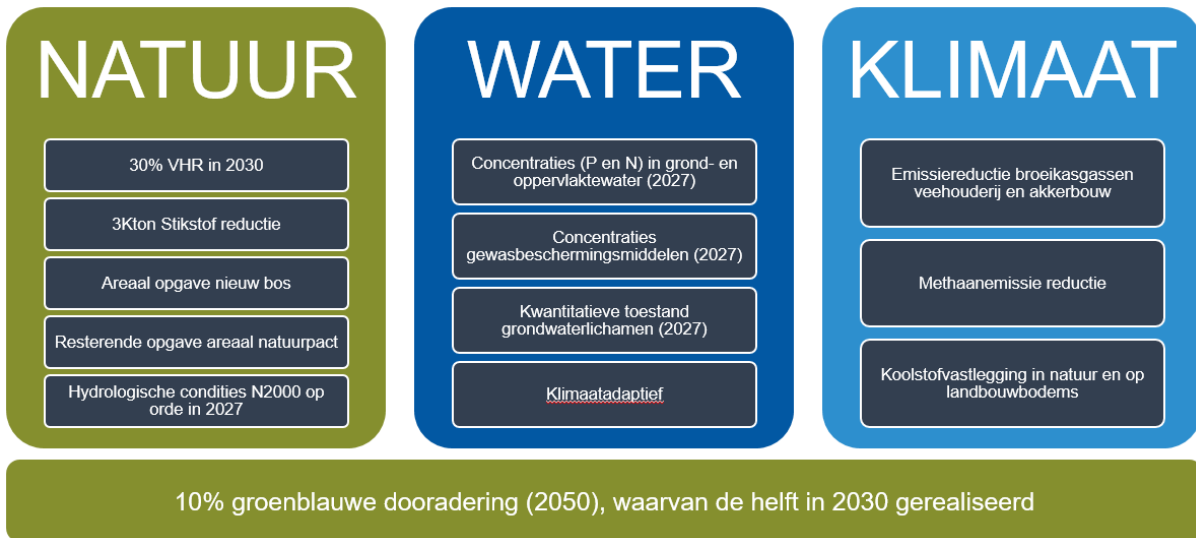 NATUUR
30% VHR in 2030
3Kton Stikstof reductie
Areaal opgave nieuw bos
Resterende opgave areaal natuurpact
Hydrologische condities N2000 op
orde in 2027
WATER
Concentraties (P en N) in grond- en
oppervlaktewater (2027)
Concentraties
gewasbeschermingsmiddelen (2027)
Kwantitatieve toestand
grondwaterlichamen (2027)
Klimaatadaptief
KLIMAAT
Emissiereductie broeikasgassen
veehouderij en akkerbouw
Methaanemissie reductie
Koolstofvastlegging in natuur en op
landbouwbodems
10% groenblauwe dooradering (2050), waarvan de helft in 2030 gerealiseerd